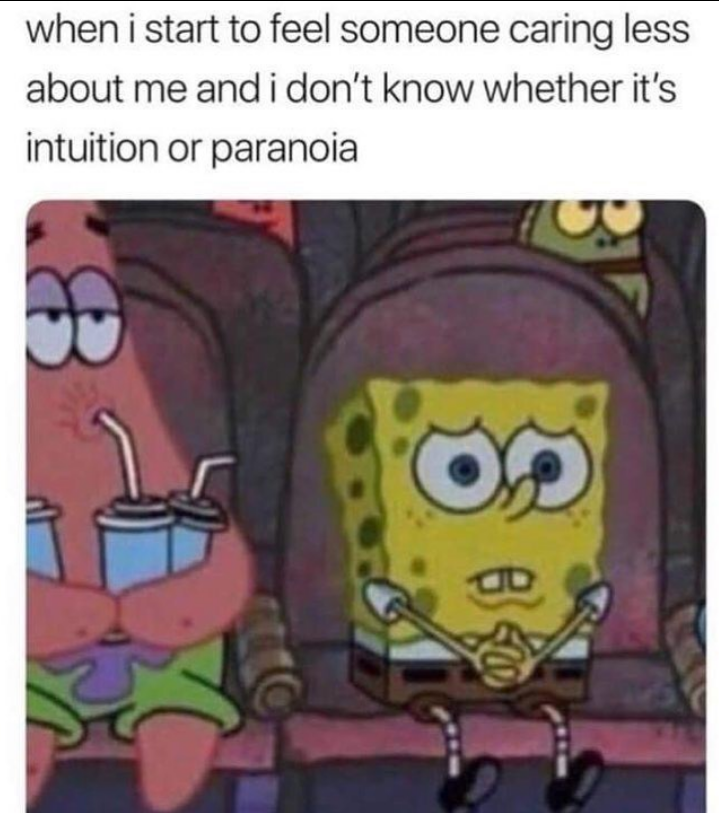 when i start to feel someone caring less
about me and i don't know whether it's
intuition or paranoia